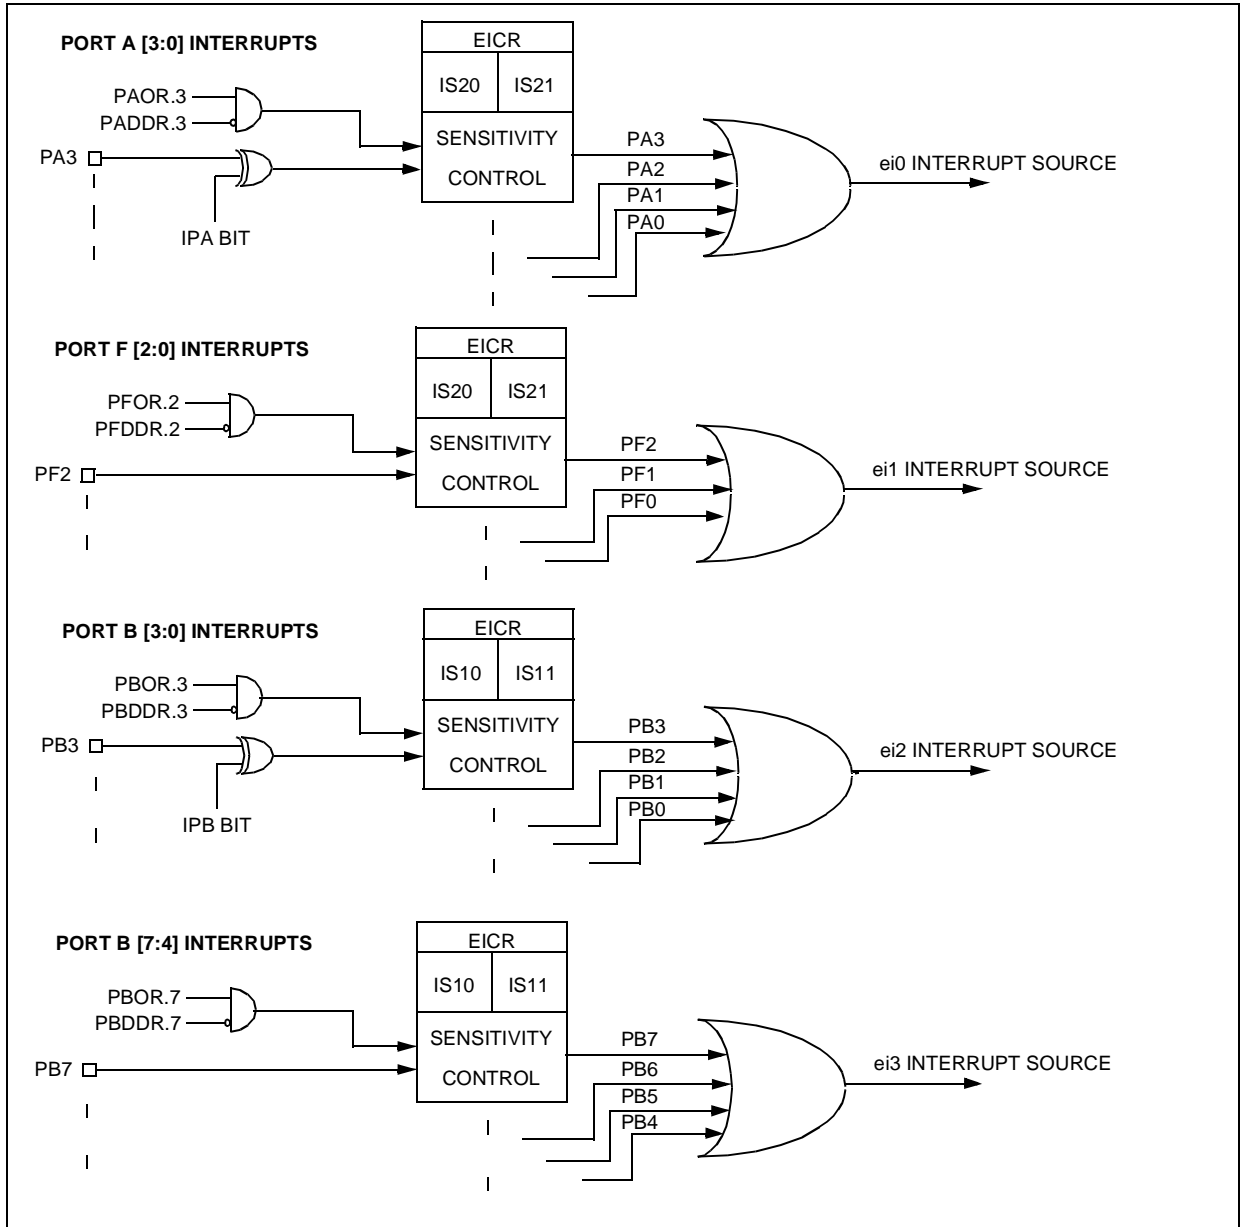 PORT A [3:0] INTERRUPTS
EICR
IS20 IS21
PAOR.3
PADDR.3
SENSITIVITY
CONTROL
PA3
IPA BIT
PA3
PA2
PA1
PA0
ei0 INTERRUPT SOURCE
PORT F [2:0] INTERRUPTS
EICR
IS20 IS21
PFOR.2
PFDDR.2
SENSITIVITY
CONTROL
PF2
PF2
PF1
PF0
ei1 INTERRUPT SOURCE
PORT B [3:0] INTERRUPTS
EICR
IS10 IS11
PBOR.3
PBDDR.3
SENSITIVITY
CONTROL
PB3
IPB BIT
PB3
PB2
PB1
PB0
ei2 INTERRUPT SOURCE
PORT B [7:4] INTERRUPTS
EICR
IS10 IS11
PBOR.7
PBDDR.7
SENSITIVITY
CONTROL
PB7
PB7
PB6
PB5
PB4
ei3 INTERRUPT SOURCE